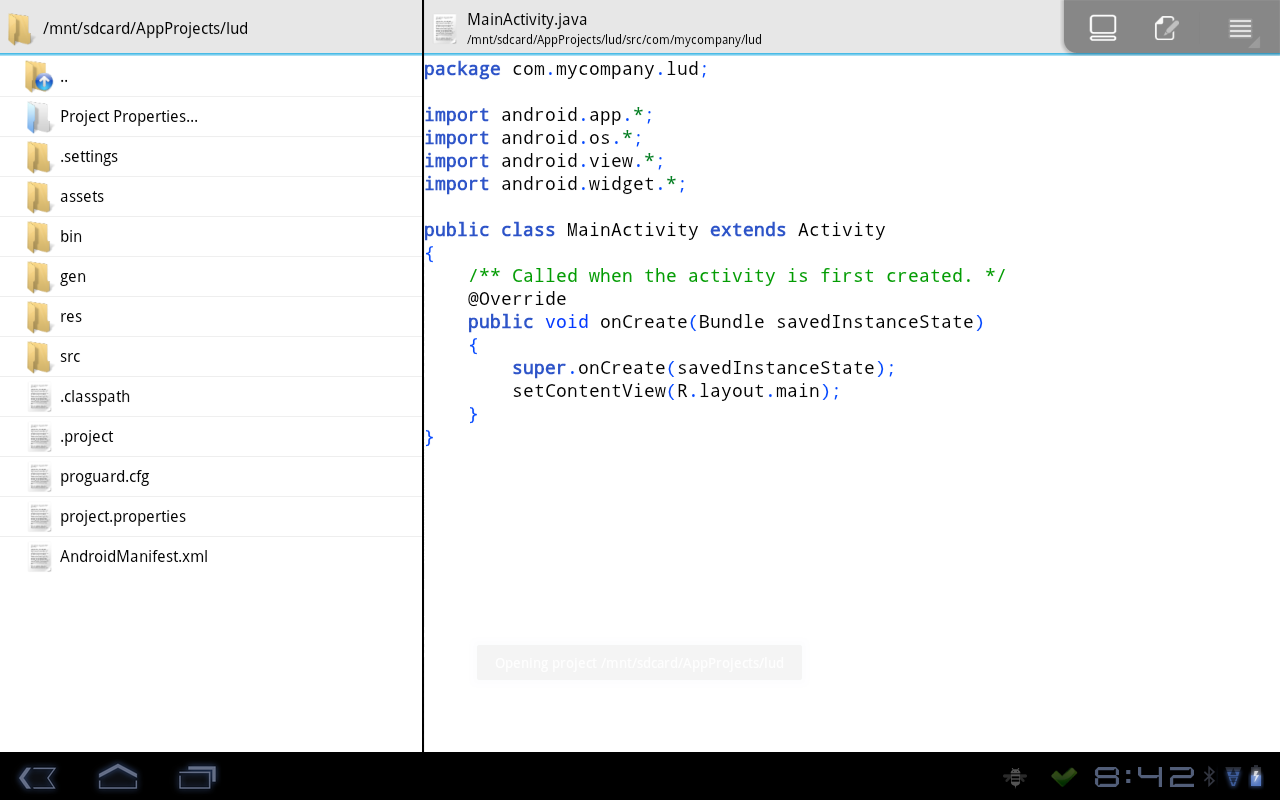 /mnt/sdcard/AppProjects/lud
..
Project Properties...
.settings
assets
bin
gen
res
src
.classpath
.project
proguard.cfg
project.properties
AndroidManifest.xml
MainActivity.java
/mnt/sdcard/AppProjects/lud/src/com/mycompany/lud
package com.mycompany.lud;
import android.app.*;
import android.os.*;
import android.view.*;
import android.widget.*;
public class MainActivity extends Activity
{
    /** Called when the activity is first created. */
    @Override
    public void onCreate(Bundle savedInstanceState)
    {
        super.onCreate(savedInstanceState);
        setContentView(R.layout.main);
    }
}
Opening project /mnt/sdcard/AppProjects/lud
8:42